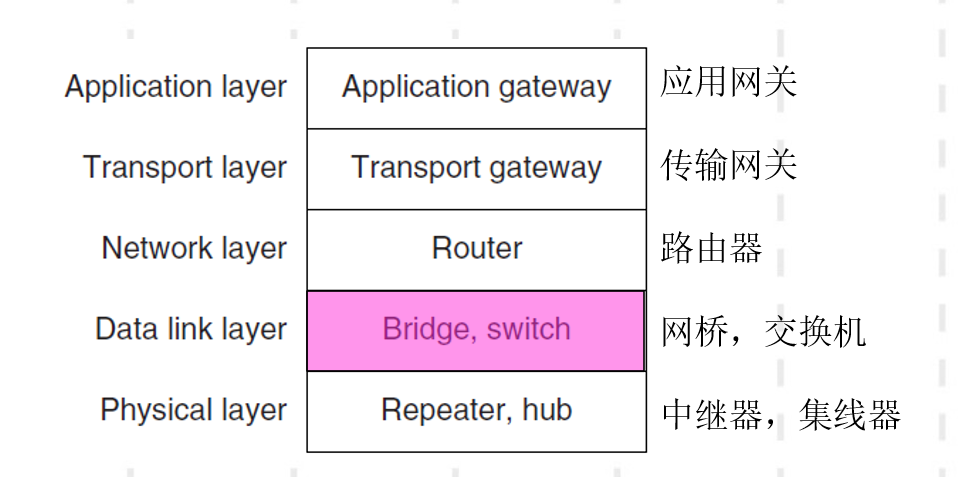 Application layer Application gateway 应用网关
Transport layer Transport gateway 传输网关
Network layer Router 路由器
Data link layer Bridge, switch 网桥，交换机
Physical layer Repeater, hub 中继器，集线器